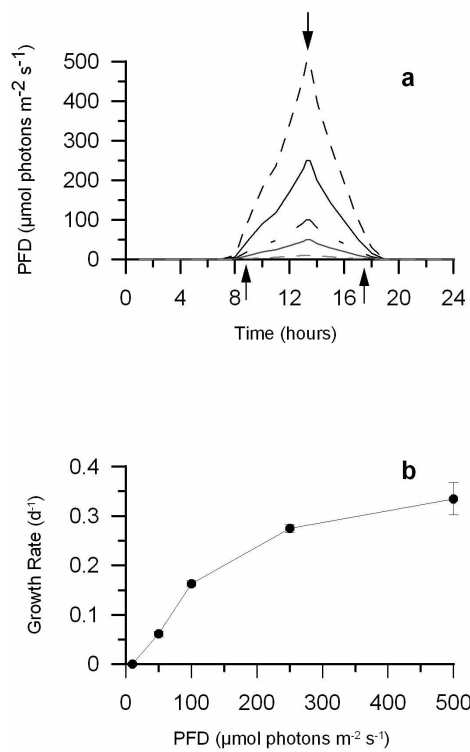 a
500
400
300
200
100
0
PFD (µmol photons m-2 s-1)
0 4 8 12 16 20 24
Time (hours)
b
0.4
0.3
0.2
0.1
0
Growth Rate (d-1)
0 100 200 300 400 500
PFD (µmol photons m-2 s-1)